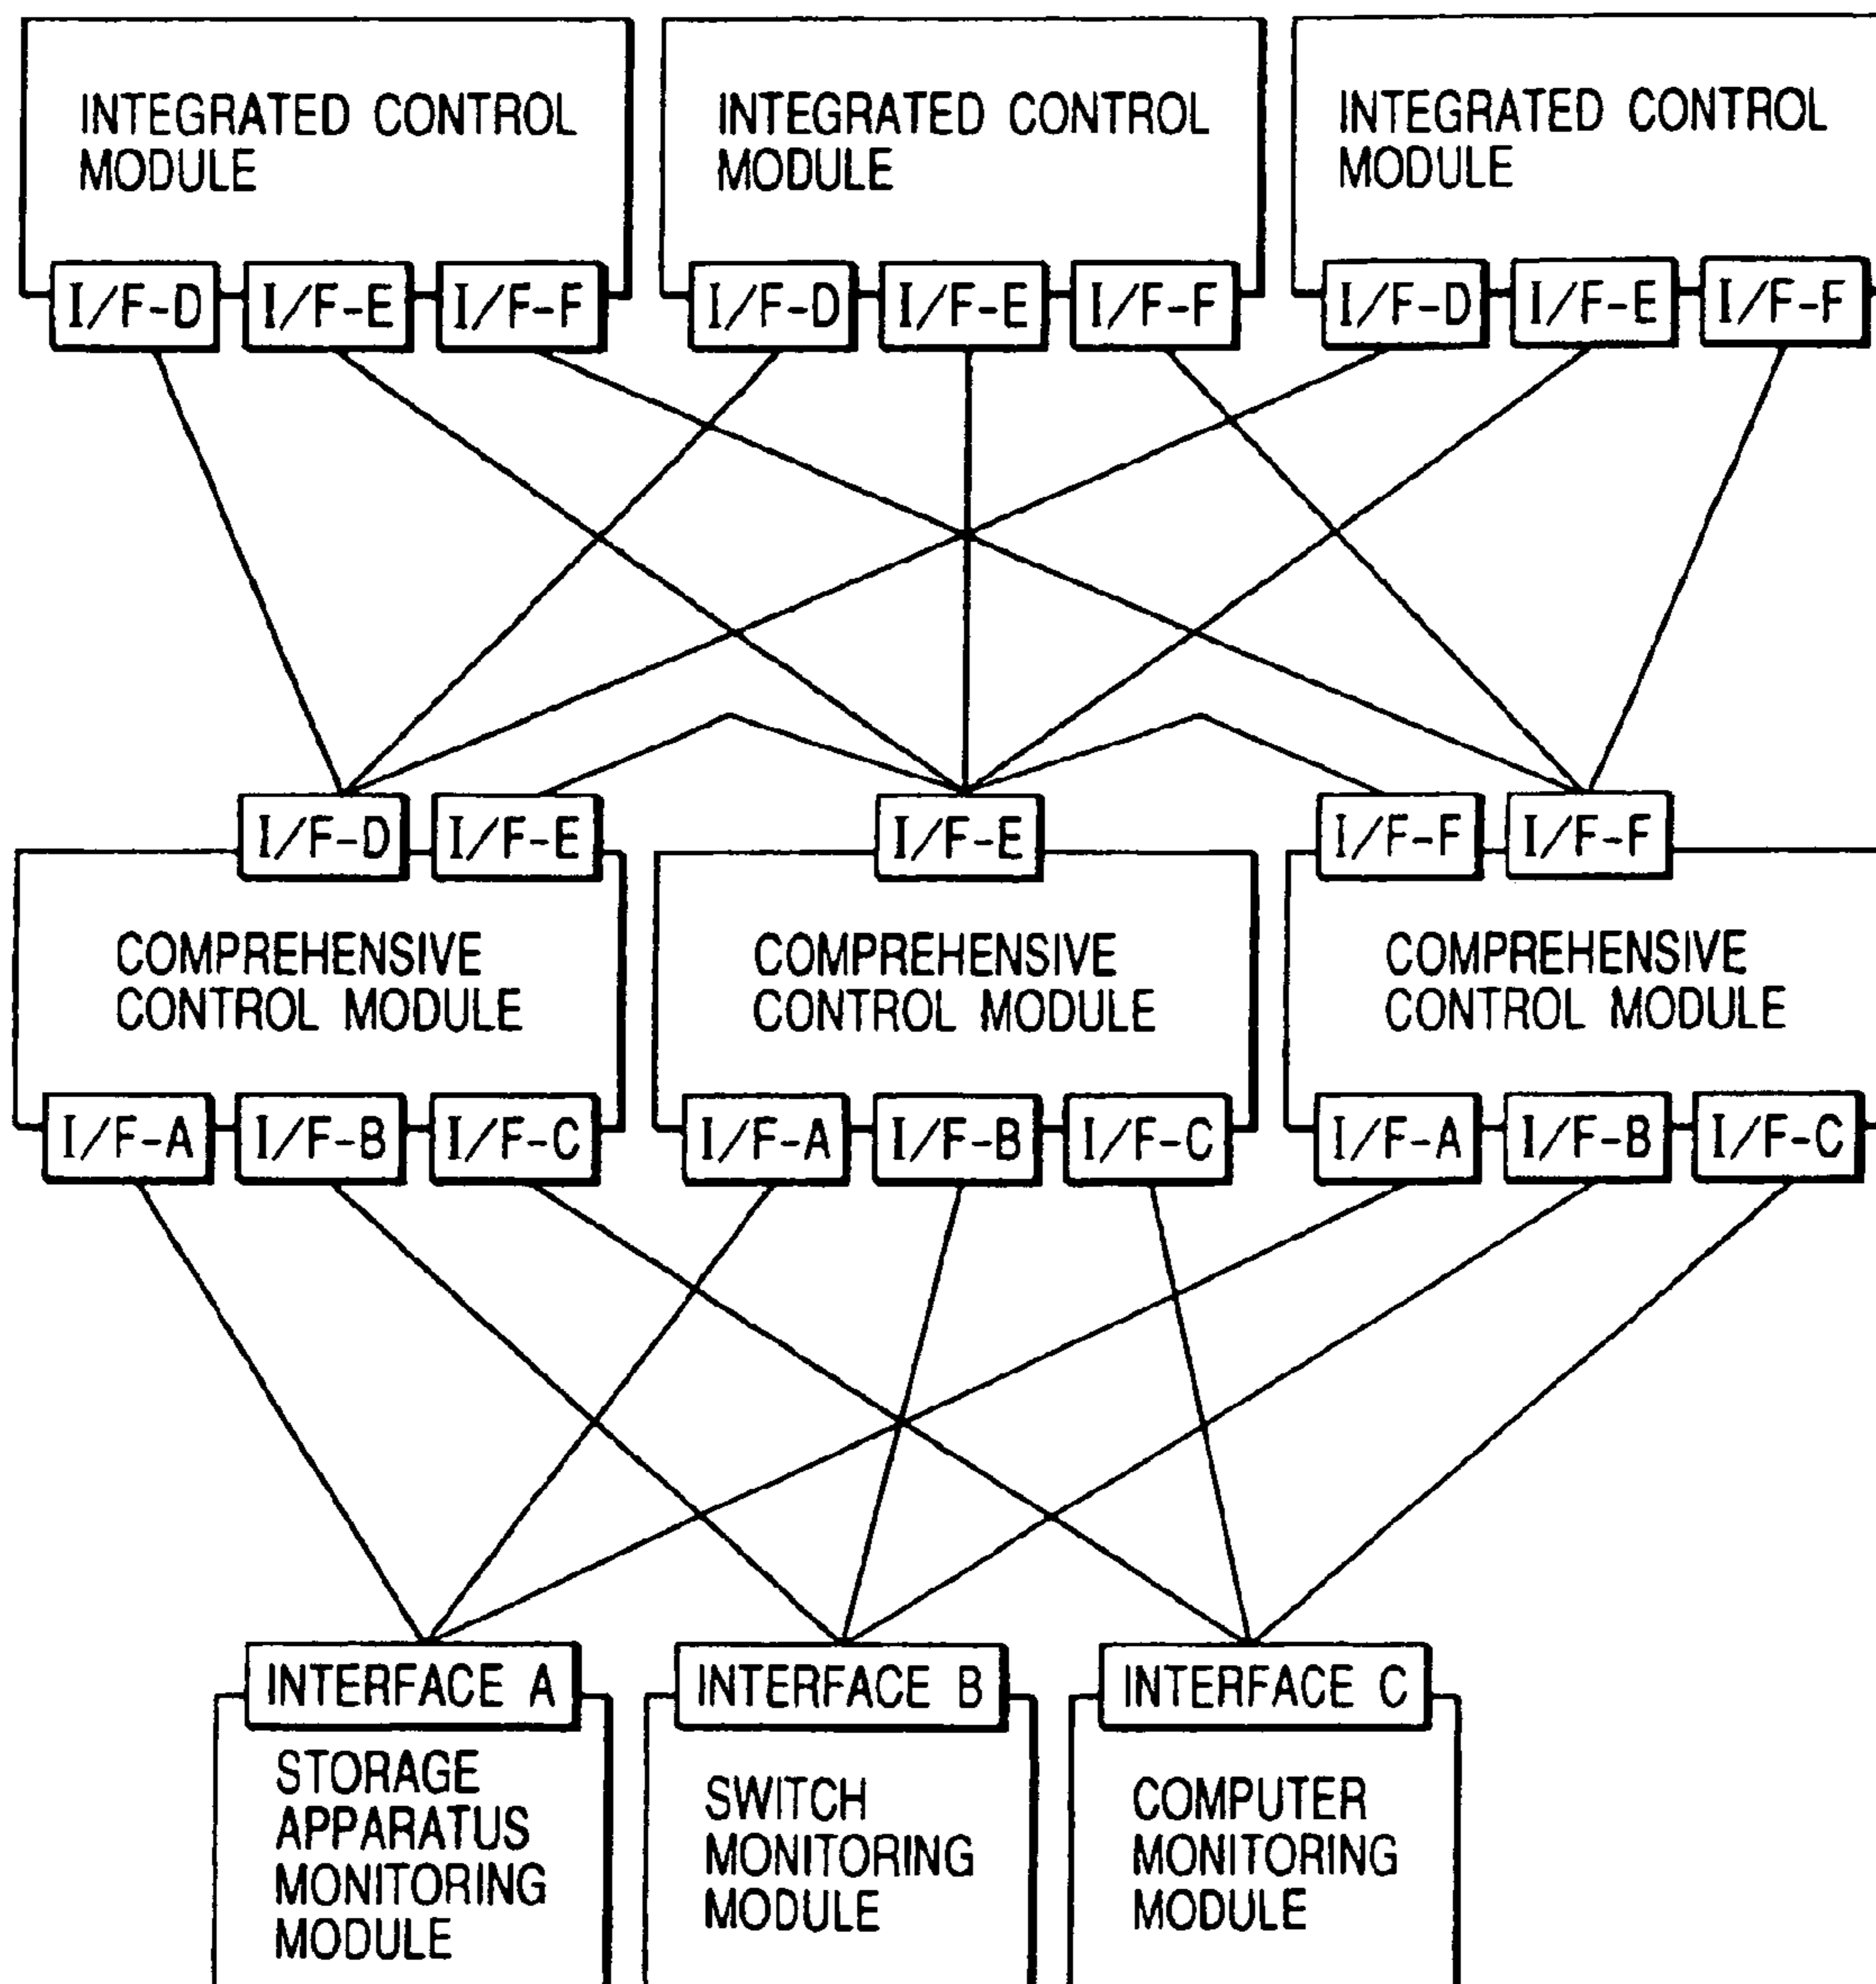 INTEGRATED CONTROL
MODULE
INTEGRATED CONTROL
MODULE
INTEGRATED CONTROL
MODULE
I/F-D
I/F-E
I/F-F
I/F-D
I/F-E
I/F-F
I/F-D
I/F-E
I/F-F
I/F-D
I/F-E
I/F-E
I/F-F
I/F-F
COMPREHENSIVE
CONTROL MODULE
COMPREHENSIVE
CONTROL MODULE
COMPREHENSIVE
CONTROL MODULE
I/F-A
I/F-B
I/F-C
I/F-A
I/F-B
I/F-C
I/F-A
I/F-B
I/F-C
INTERFACE A
STORAGE
APPARATUS
MONITORING
MODULE
INTERFACE B
SWITCH
MONITORING
MODULE
INTERFACE C
COMPUTER
MONITORING
MODULE